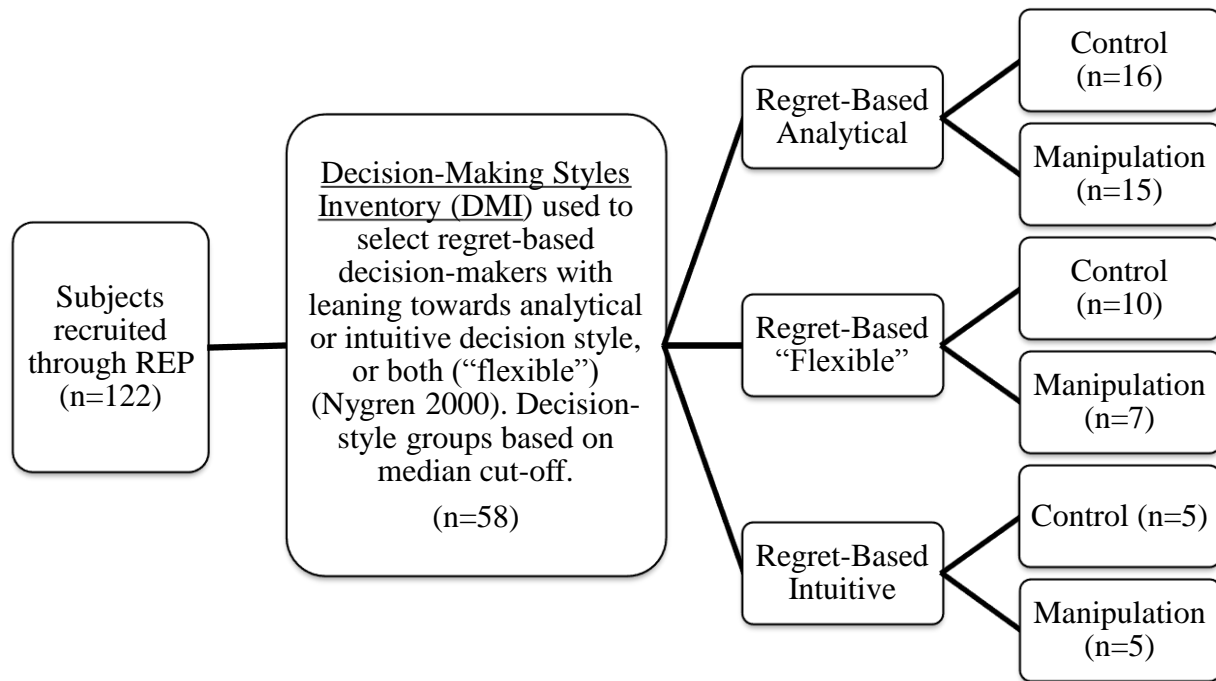 Subjects
recruited
through REP
(n=122)
Decision-Making Styles
Inventory (DMI) used to
select regret-based
decision-makers with
leaning towards analytical
or intuitive decision style,
or both (“flexible”)
(Nygren 2000). Decision-
style groups based on
median cut-off.
(n=58)
Regret-Based
Analytical
Control
(n=16)
Manipulation
(n=15)
Regret-Based
“Flexible”
Control
(n=10)
Manipulation
(n=7)
Regret-Based
Intuitive
Control (n=5)
Manipulation
(n=5)